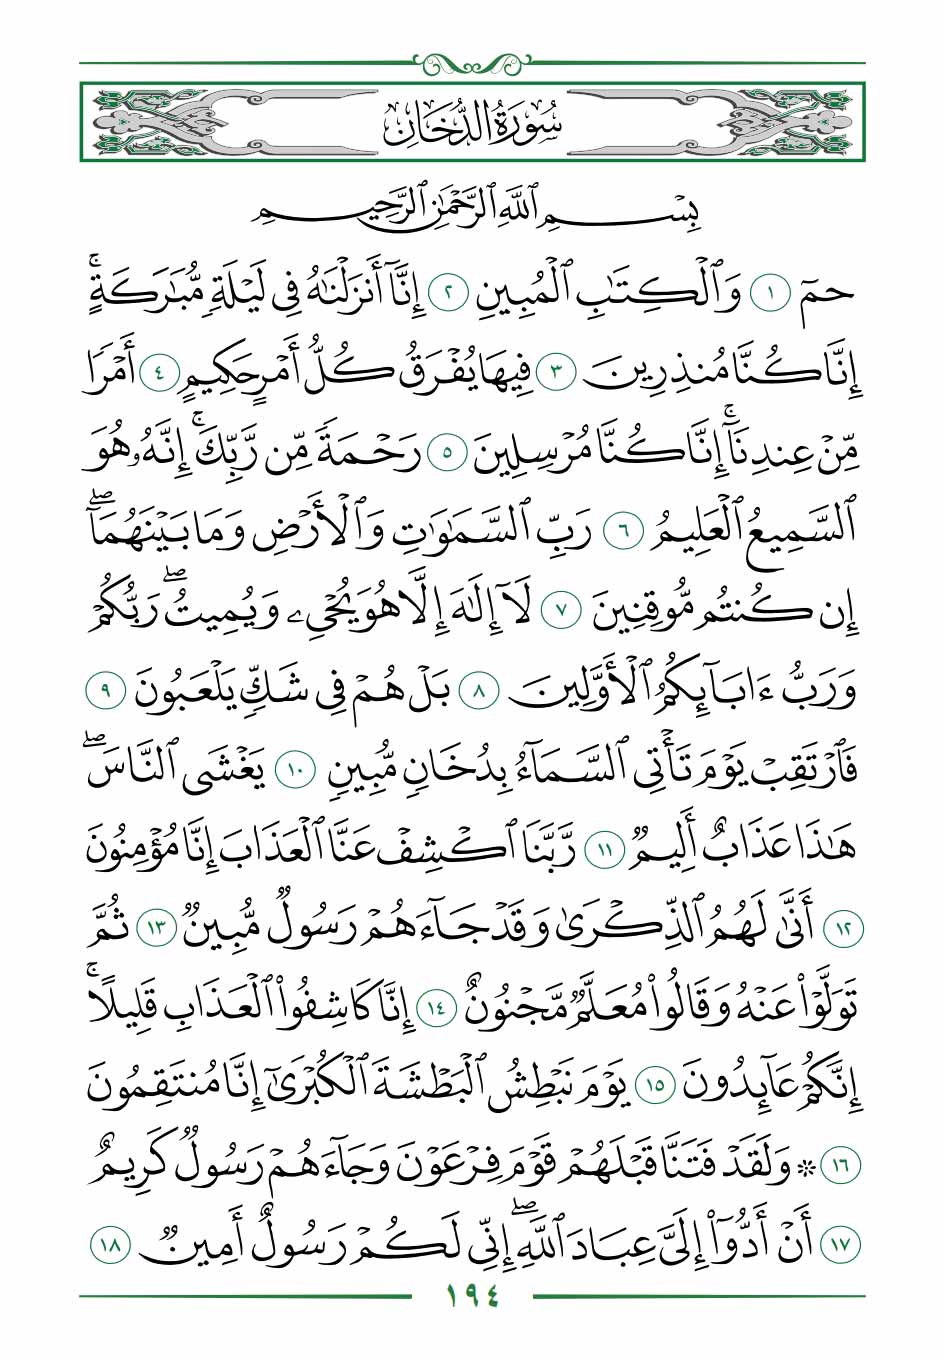 سُورَةُ الدُّخَانِ
بِسۡمِ ٱللَّهِ ٱلرَّحۡمَٰنِ ٱلرَّحِيمِ
حمٓ ١ وَٱلۡكِتَٰبِ ٱلۡمُبِينِ ٢ إِنَّآ أَنزَلۡنَٰهُ فِي لَيۡلَةٖ مُّبَٰرَكَةٍۚ
إِنَّا كُنَّا مُنذِرِينَ ٣ فِيهَا يُفۡرَقُ كُلُّ أَمۡرٍ حَكِيمٍ ٤ أَمۡرٗا
مِّنۡ عِندِنَآۚ إِنَّا كُنَّا مُرۡسِلِينَ ٥ رَحۡمَةٗ مِّن رَّبِّكَۚ إِنَّهُۥ هُوَ
ٱلسَّمِيعُ ٱلۡعَلِيمُ ٦ رَبِّ ٱلسَّمَٰوَٰتِ وَٱلۡأَرۡضِ وَمَا بَيۡنَهُمَآۖ
إِن كُنتُم مُّوقِنِينَ ٧ لَآ إِلَٰهَ إِلَّا هُوَ يُحۡيِۦ وَيُمِيتُۖ رَبُّكُمۡ
وَرَبُّ ءَابَآئِكُمُ ٱلۡأَوَّلِينَ ٨ بَلۡ هُمۡ فِي شَكّٖ يَلۡعَبُونَ ٩
فَٱرۡتَقِبۡ يَوۡمَ تَأۡتِي ٱلسَّمَآءُ بِدُخَانٖ مُّبِينٖ ١٠ يَغۡشَى ٱلنَّاسَۖ
هَٰذَا عَذَابٌ أَلِيمٞ ١١ رَّبَّنَا ٱكۡشِفۡ عَنَّا ٱلۡعَذَابَ إِنَّا مُؤۡمِنُونَ
١٢ أَنَّىٰ لَهُمُ ٱلذِّكۡرَىٰ وَقَدۡ جَآءَهُمۡ رَسُولٞ مُّبِينٞ ١٣ ثُمَّ
تَوَلَّوۡاْ عَنۡهُ وَقَالُواْ مُعَلَّمٞ مَّجۡنُونٌ ١٤ إِنَّا كَاشِفُواْ ٱلۡعَذَابِ قَلِيلًاۚ
إِنَّكُمۡ عَآئِدُونَ ١٥ يَوۡمَ نَبۡطِشُ ٱلۡبَطۡشَةَ ٱلۡكُبۡرَىٰٓ إِنَّا مُنتَقِمُونَ
١٦ ۞ وَلَقَدۡ فَتَنَّا قَبۡلَهُمۡ قَوۡمَ فِرۡعَوۡنَ وَجَآءَهُمۡ رَسُولٞ كَرِيمٌ
١٧ أَنۡ أَدُّوٓاْ إِلَيَّ عِبَادَ ٱللَّهِۖ إِنِّي لَكُمۡ رَسُولٌ أَمِينٞ ١٨
١٩٤